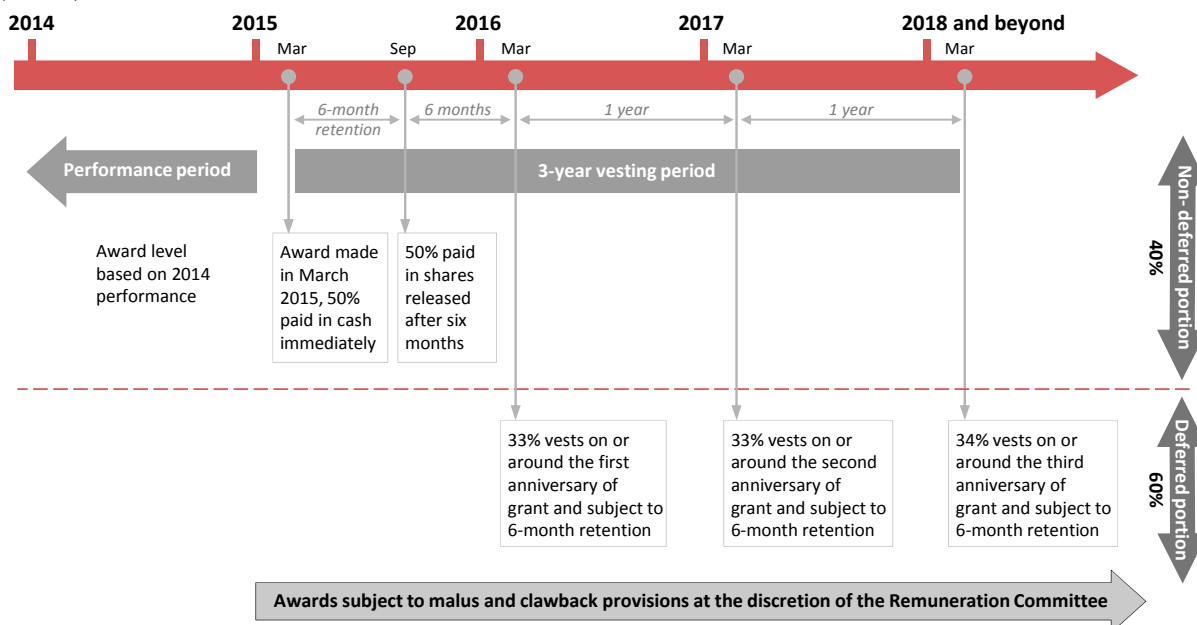 2014
2015
2016
2017
2018 and beyond
Mar
Sep
Mar
Mar
Mar
6-month
retention
6 months
1 year
1 year
Performance period
3-year vesting period
Award level
based on 2014
performance
Award made
in March
2015, 50%
paid in cash
immediately
50% paid
in shares
released
after six
months
Non- deferred portion
40%
33% vests on or
around the first
anniversary of
grant and subject to
6-month retention
33% vests on or
around the second
anniversary of
grant and subject to
6-month retention
34% vests on or
around the third
anniversary of
grant and subject to
6-month retention
Deferred portion
60%
Awards subject to malus and clawback provisions at the discretion of the Remuneration Committee